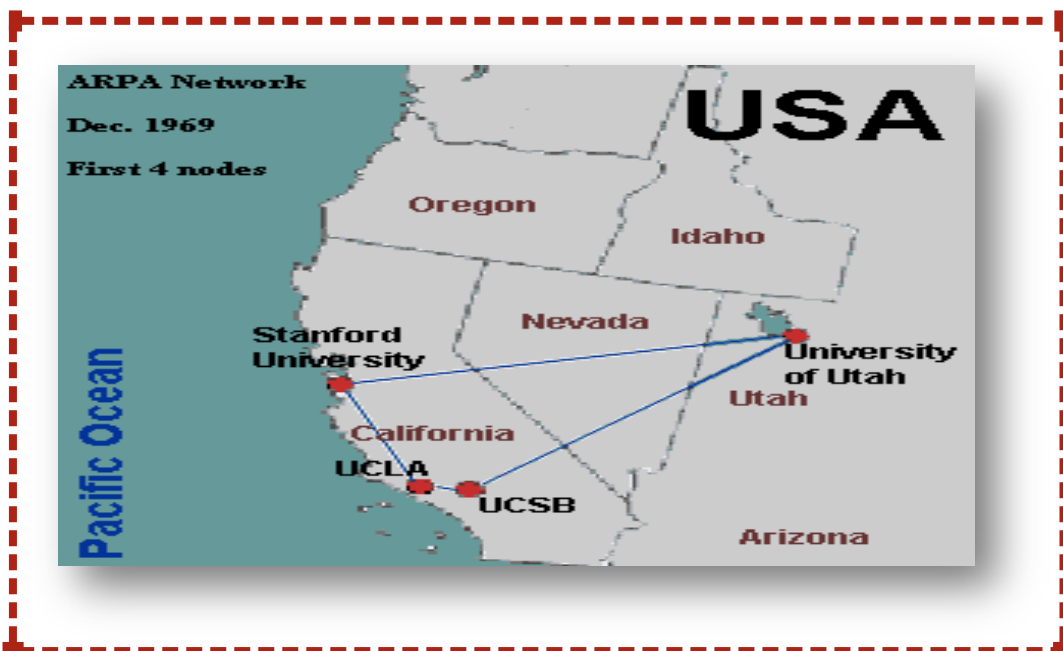 ARPA Network
Dec. 1969
First 4 nodes
USA
Oregon
Idaho
Nevada
Stanford
University
University
of Utah
Utah
California
UCLA
UCSB
Arizona
Pacific Ocean